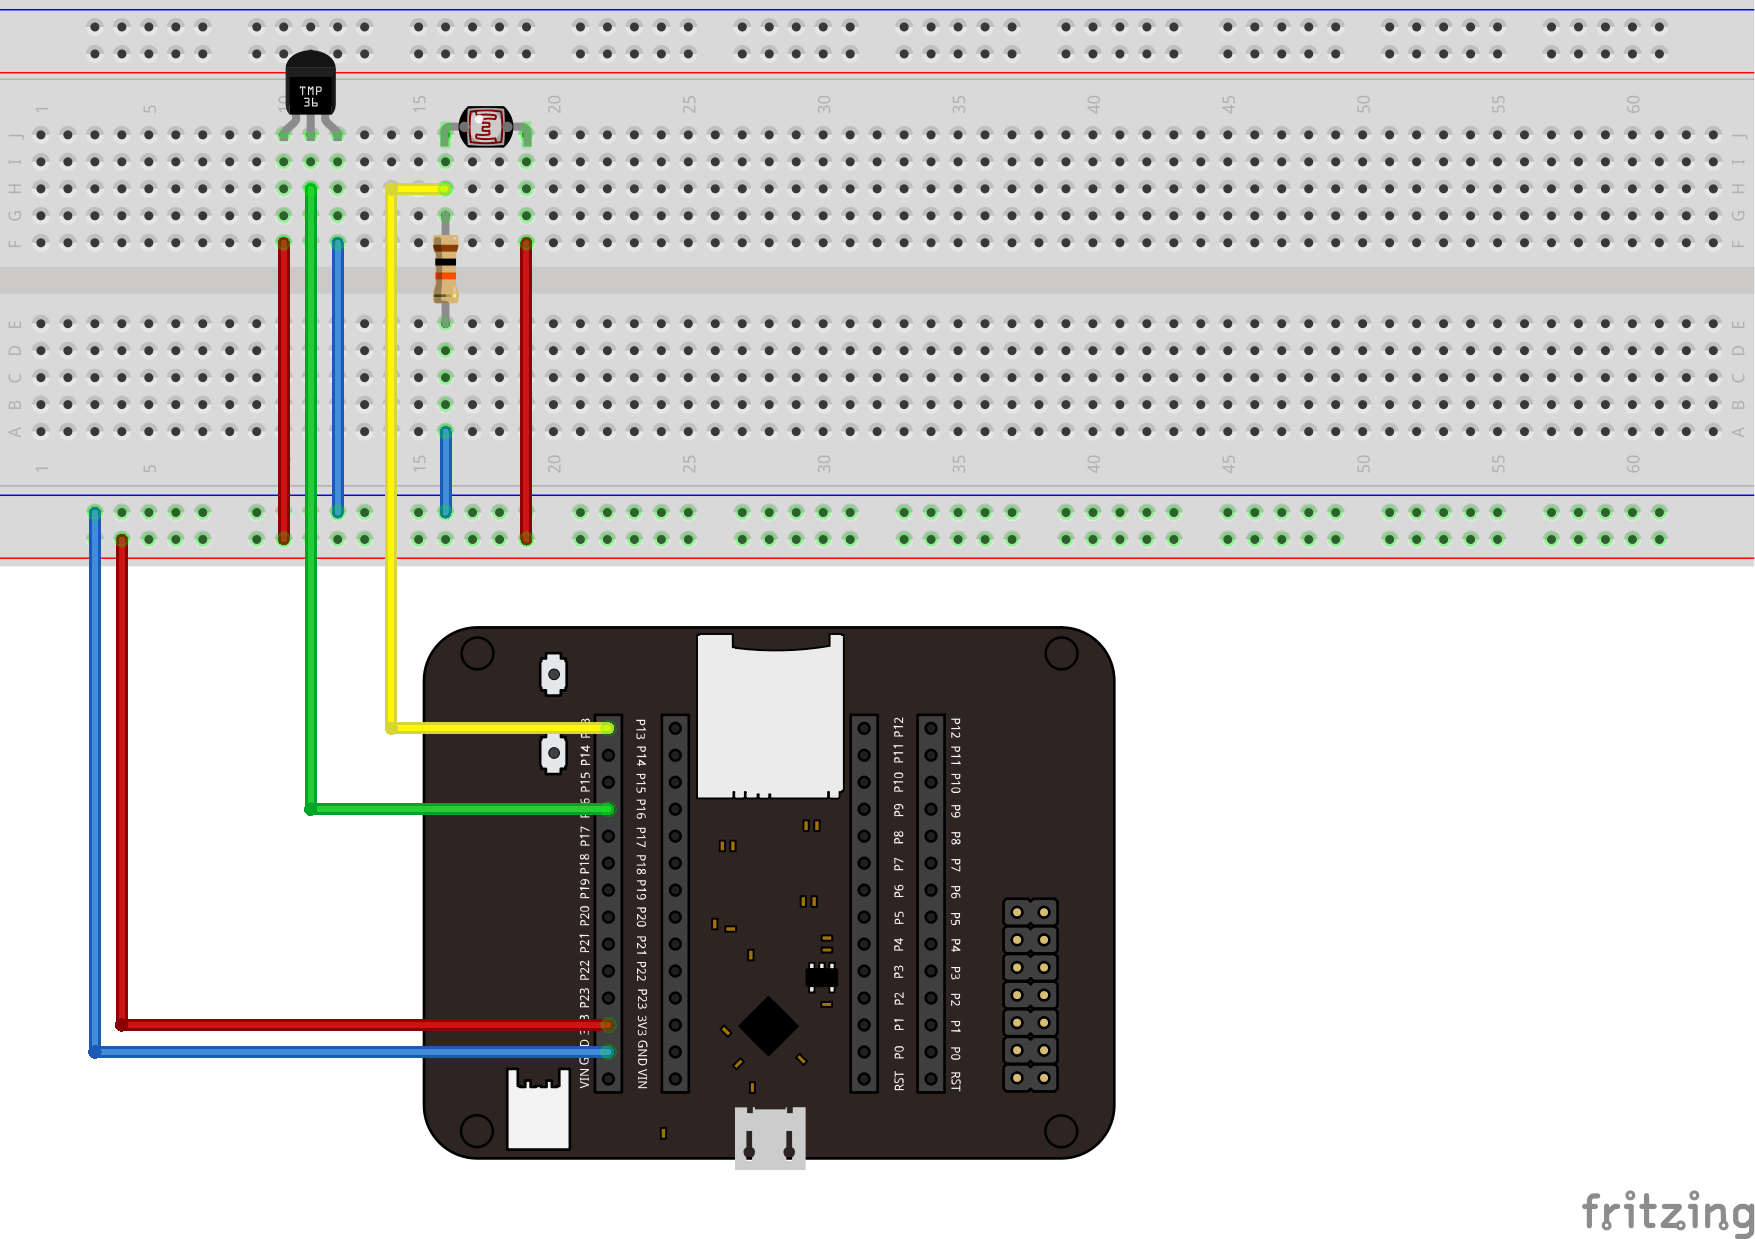 1 5 10 15 20 25 30 35 40 45 50 55 60
TMP
36
J J
I I
H H
G G
F F
E E
D D
C C
B B
A A
1 5 15 20 25 30 35 40 45 50 55 60
P13 P12 P12
P14 P14 P11 P11
P15 P15 P10 P10
P16 P9 P9
P17 P17 P8 P8
P18 P18 P7 P7
P19 P19 P6 P6
P20 P20 P5 P5
P21 P21 P4 P4
P22 P22 P3 P3
P23 P23 P2 P2
3V3 P1 P1
GND P0 P0
VIN VIN RST RST
fritzing